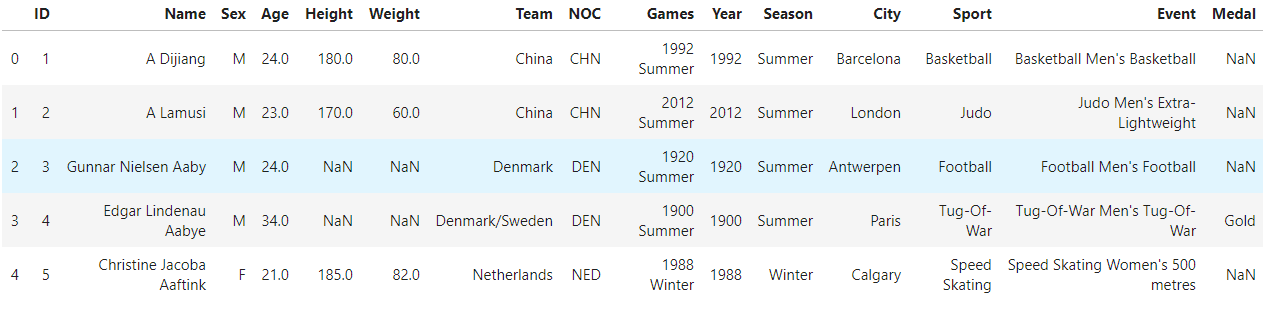 ID Name Sex Age Height Weight Team NOC Games Year Season City Sport Event Medal
0 1 A Dijiang M 24.0 180.0 80.0 China CHN 1992 Summer 1992 Summer Barcelona Basketball Basketball Men's Basketball NaN
1 2 A Lamusi M 23.0 170.0 60.0 China CHN 2012 Summer 2012 Summer London Judo Judo Men's Extra-Lightweight NaN
2 3 Gunnar Nielsen Aaby M 24.0 NaN NaN Denmark DEN 1920 Summer 1920 Summer Antwerpen Football Football Men's Football NaN
3 4 Edgar Lindenau Aabye M 34.0 NaN NaN Denmark/Sweden DEN 1900 Summer 1900 Summer Paris Tug-Of-War Tug-Of-War Men's Tug-Of-War Gold
4 5 Christine Jacoba Aaftink F 21.0 185.0 82.0 Netherlands NED 1988 Winter 1988 Winter Calgary Speed Skating Speed Skating Women's 500 metres NaN